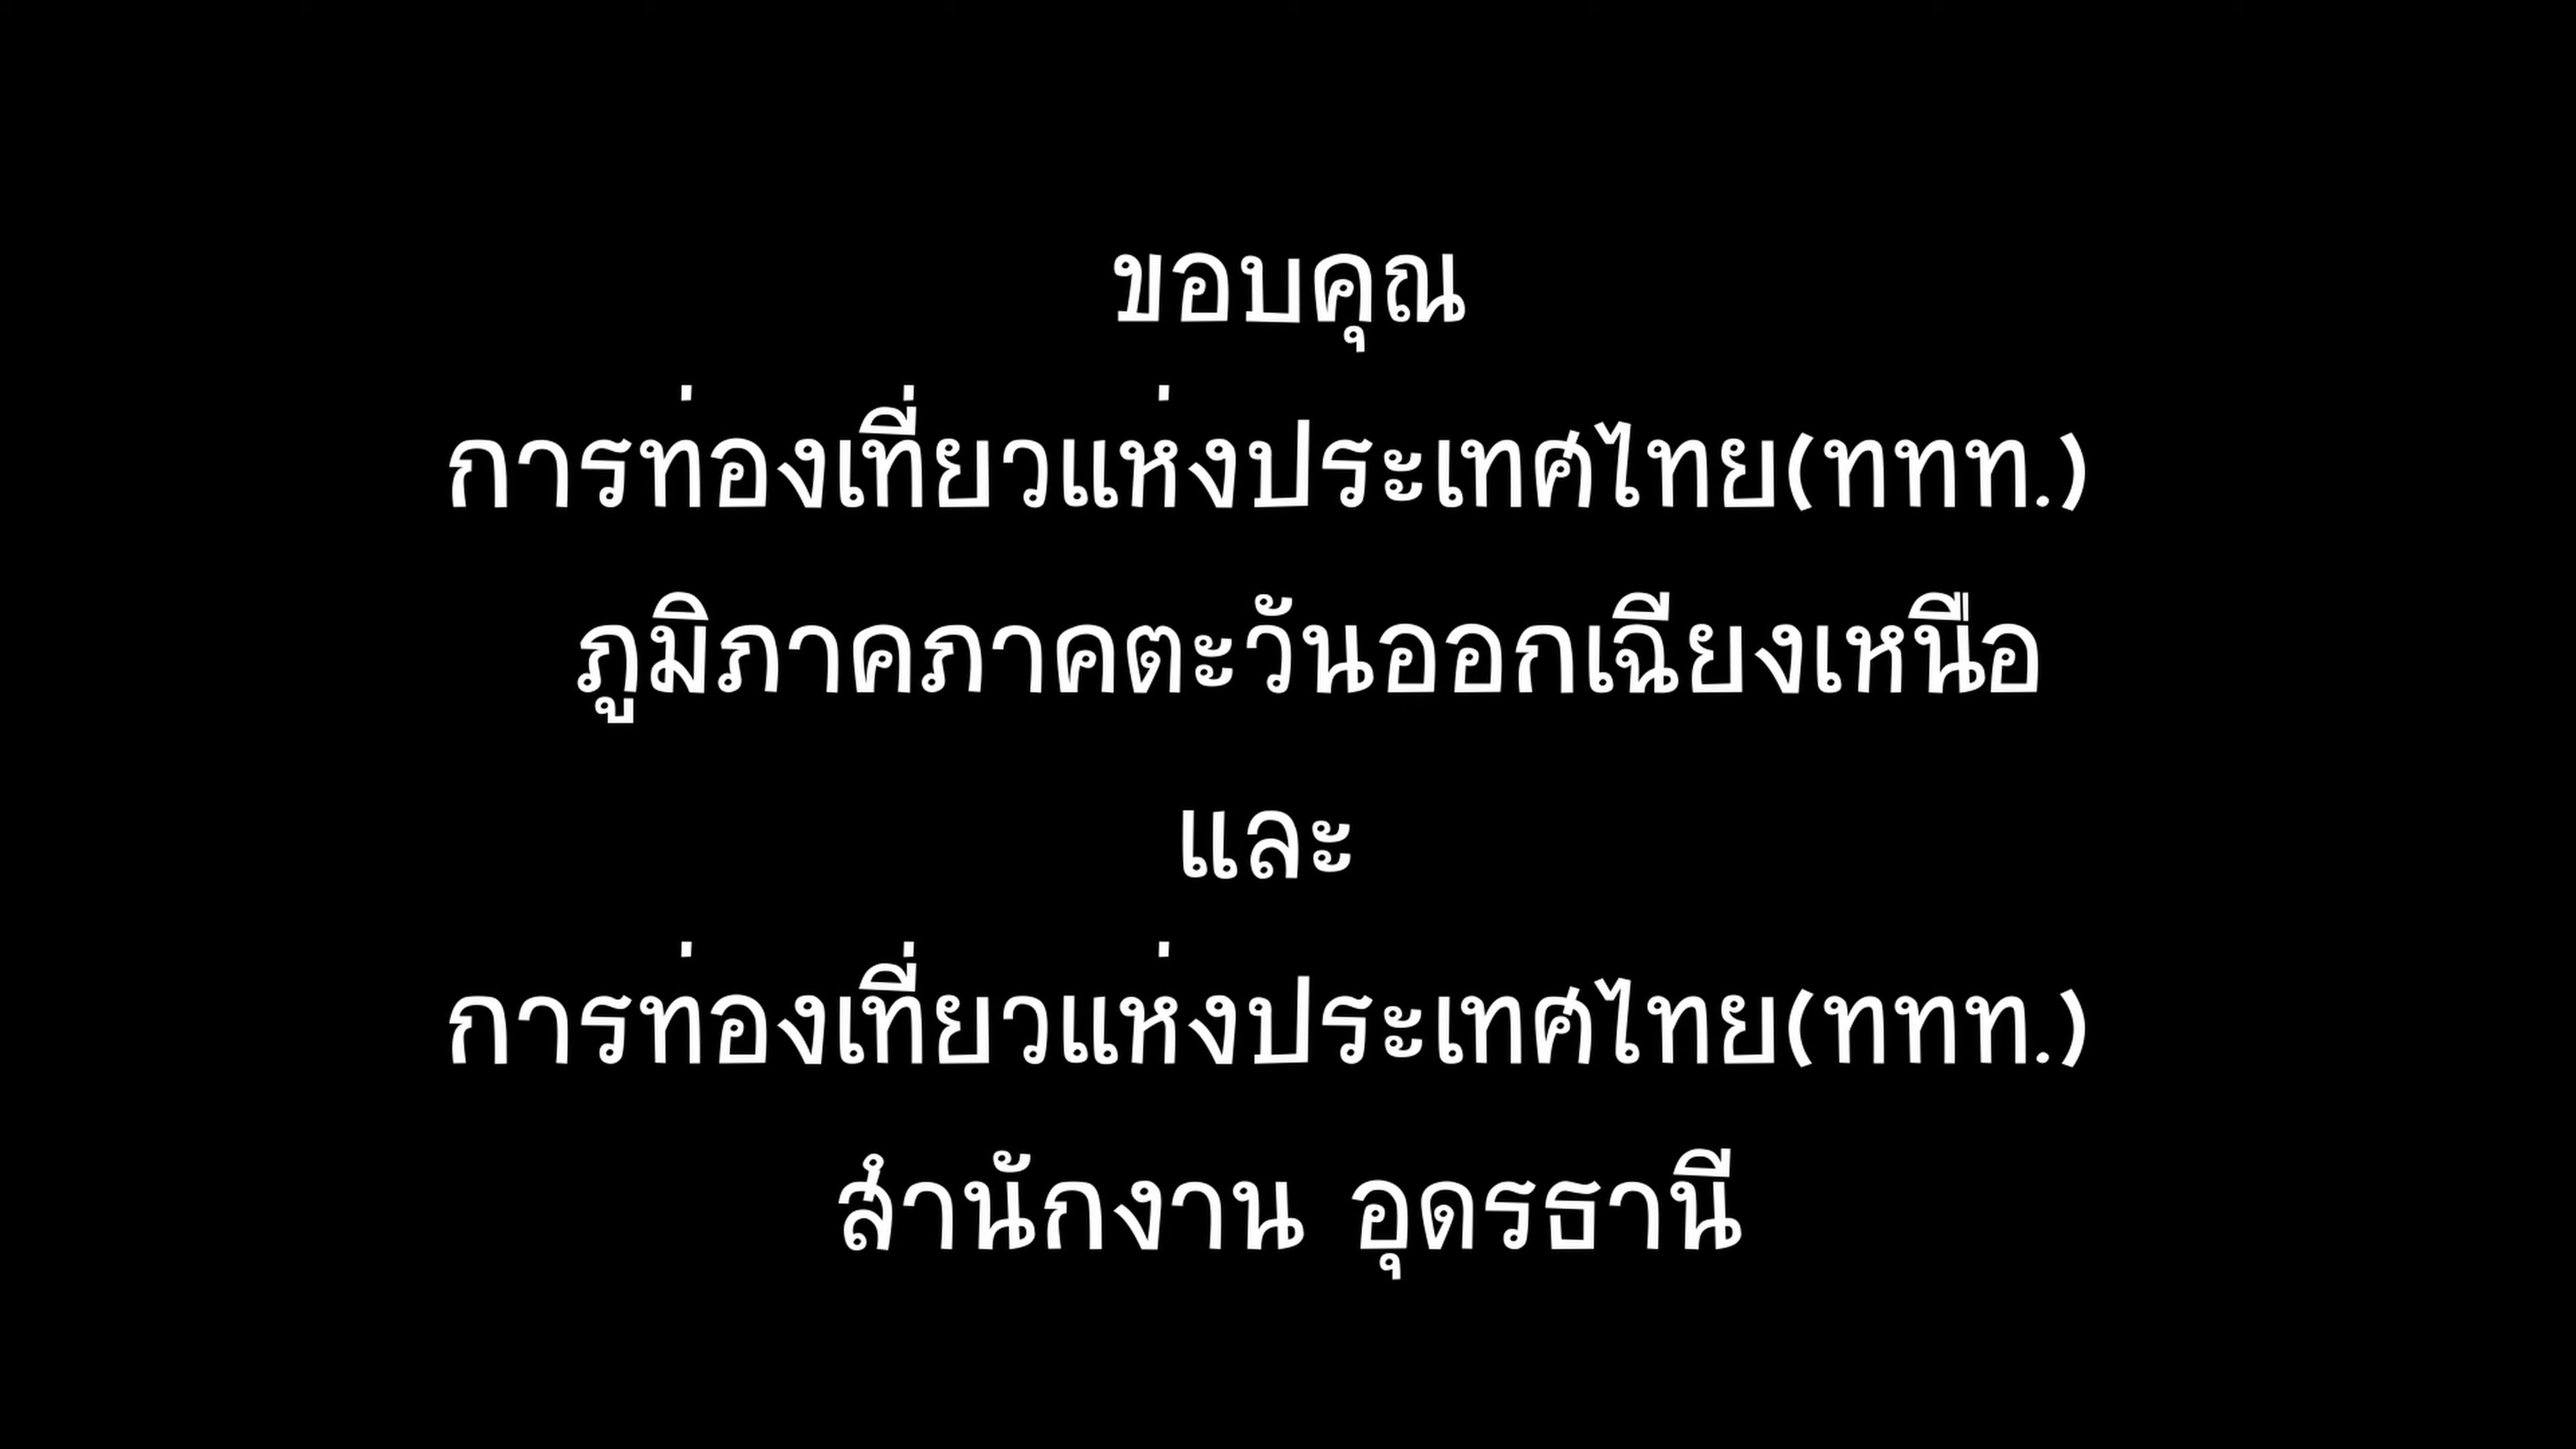 ขอบคุณ
การท่องเที่ยวแห่งประเทศไทย(ททท.)
ภูมิภาคภาคตะวันออกเฉียงเหนือ
และ
การท่องเที่ยวแห่งประเทศไทย(ททท.)
สำนักงาน อุดรธานี